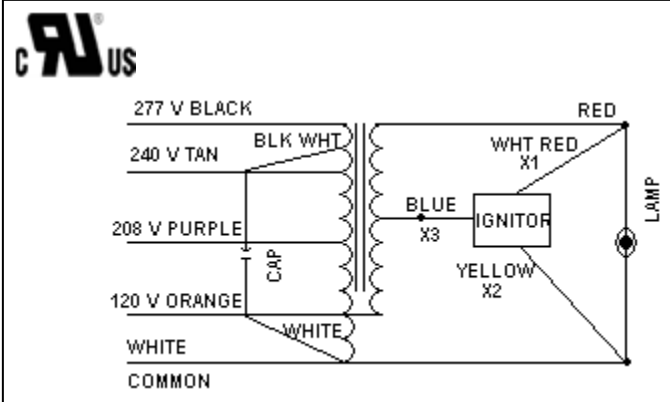 c RU® US
277 V BLACK
RED
BLK WHT
WHT RED
X1
240 V TAN
BLUE
IGNITOR
LAMP
208 V PURPLE
X3
CAP
YELLOW
X2
120 V ORANGE
WHITE
WHITE
COMMON